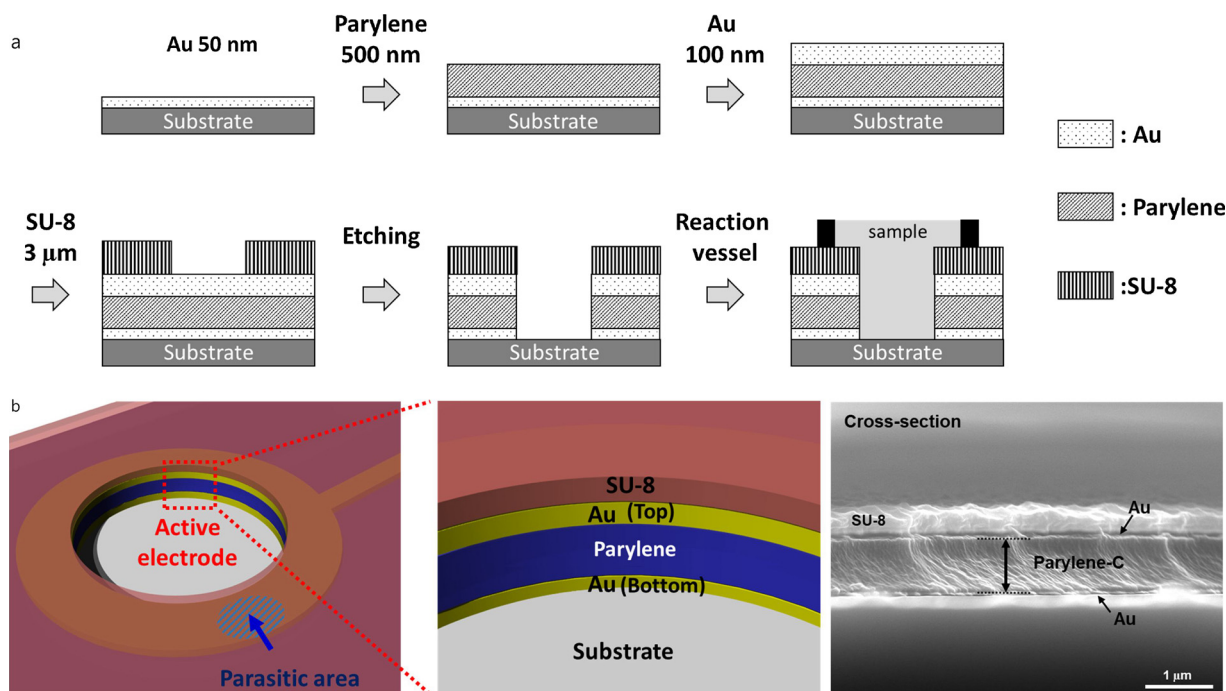 a
Au 50 nm
Parylene
500 nm
Au
100 nm
Substrate
Substrate
Substrate
: Au
: Parylene
:SU-8
SU-8
3 μm
Etching
Reaction
vessel
sample
Substrate
Substrate
Substrate
b
Active
electrode
Parasitic area
SU-8
Au (Top)
Parylene
Au (Bottom)
Substrate
Cross-section
SU-8
Au
Parylene-C
Au
1 μm